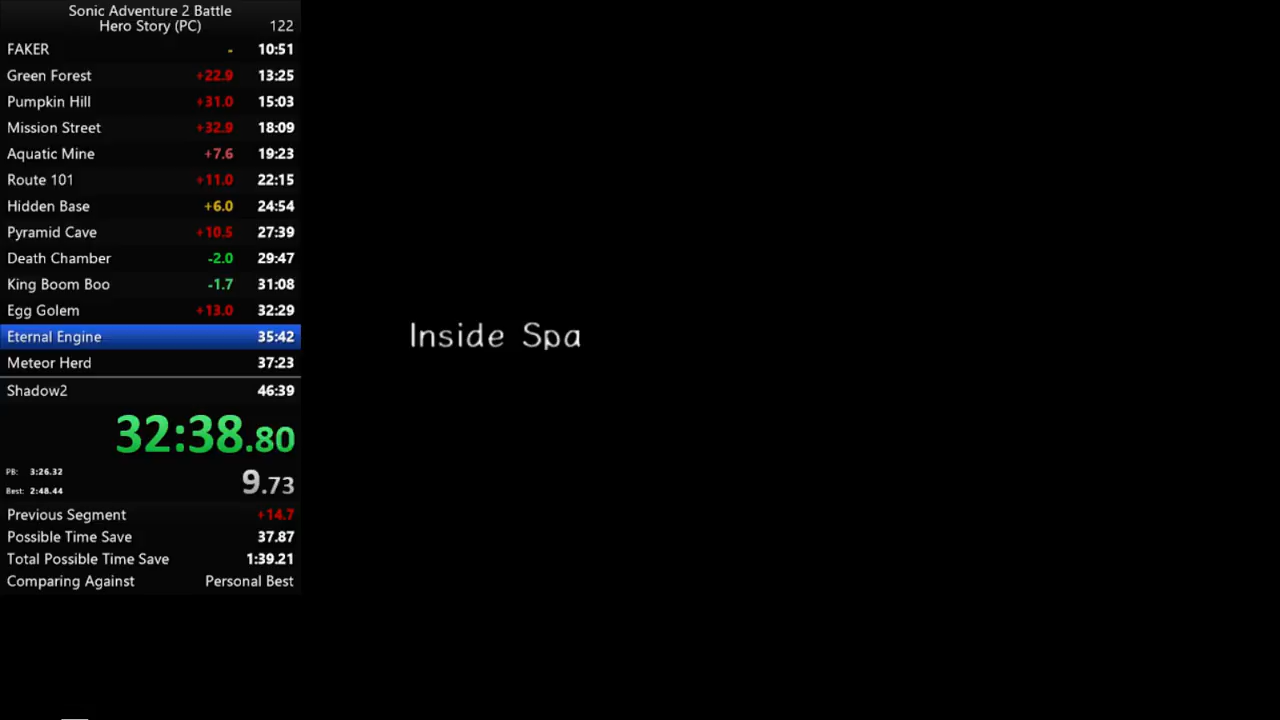 Sonic Adventure 2 Battle
Hero Story (PC) 122
FAKER - 10:51
Green Forest +22.9 13:25
Pumpkin Hill +31.0 15:03
Mission Street +32.9 18:09
Aquatic Mine +7.6 19:23
Route 101 +11.0 22:15
Hidden Base +6.0 24:54
Pyramid Cave +10.5 27:39
Death Chamber -2.0 29:47
King Boom Boo -1.7 31:08
Egg Golem +13.0 32:29
Eternal Engine 35:42
Meteor Herd 37:23
Shadow2 46:39
32:38.80
PB: 3:26.32
Best: 2:48.44
9.73
Previous Segment +14.7
Possible Time Save 37.87
Total Possible Time Save 1:39.21
Comparing Against Personal Best
Inside Spa